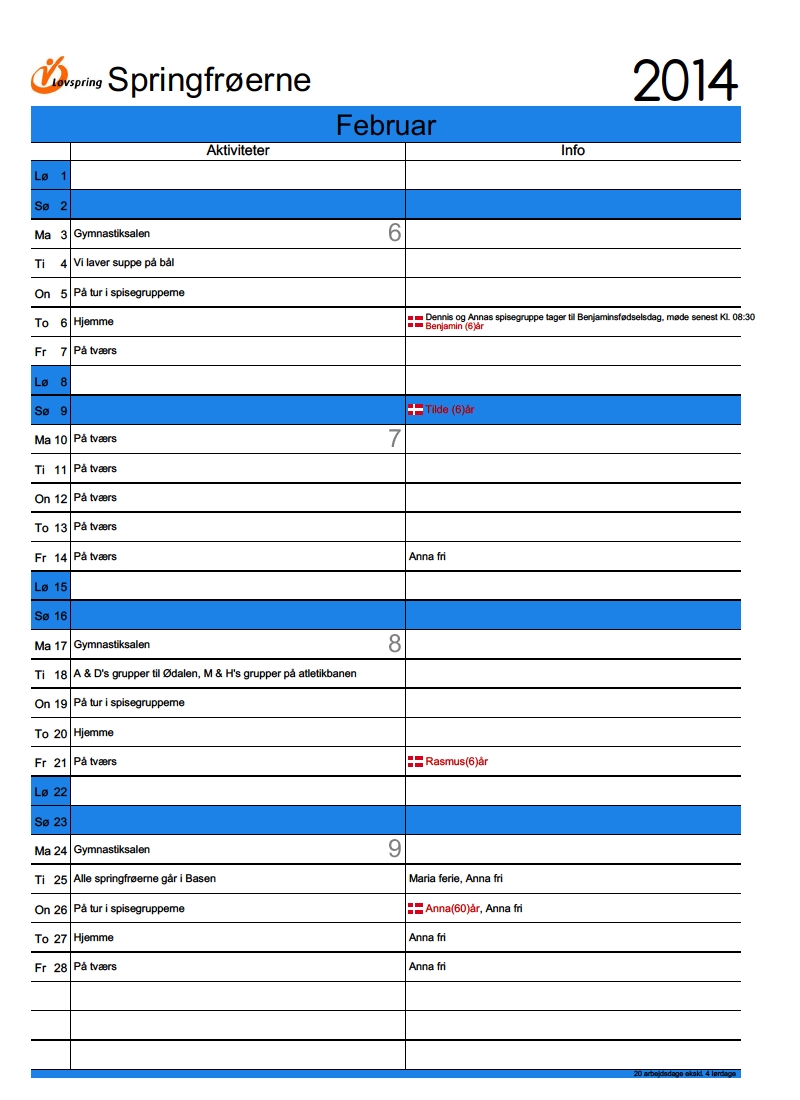 Løvspring Springfrøerne 2014
Februar
Aktiviteter Info
Lø 1
Sø 2
Ma 3 Gymnastiksalen 6
Ti 4 Vi laver suppe på bål
On 5 På tur i spisegrupperne
To 6 Hjemme Dennis og Annas spisegruppe tager til Benjaminsfødselsdag, møde senest Kl. 08:30
Benjamin (6)år
Fr 7 På tværs
Lø 8
Sø 9 Tilde (6)år
Ma 10 På tværs 7
Ti 11 På tværs
On 12 På tværs
To 13 På tværs
Fr 14 På tværs Anna fri
Lø 15
Sø 16
Ma 17 Gymnastiksalen 8
Ti 18 A & D's grupper til Ødalen, M & H's grupper på atletikbanen
On 19 På tur i spisegrupperne
To 20 Hjemme
Fr 21 På tværs Rasmus(6)år
Lø 22
Sø 23
Ma 24 Gymnastiksalen 9
Ti 25 Alle springfrøerne går i Basen Maria ferie, Anna fri
On 26 På tur i spisegrupperne Anna(60)år, Anna fri
To 27 Hjemme Anna fri
Fr 28 På tværs Anna fri
20 arbejdsdage ekskl. 4 lørdage